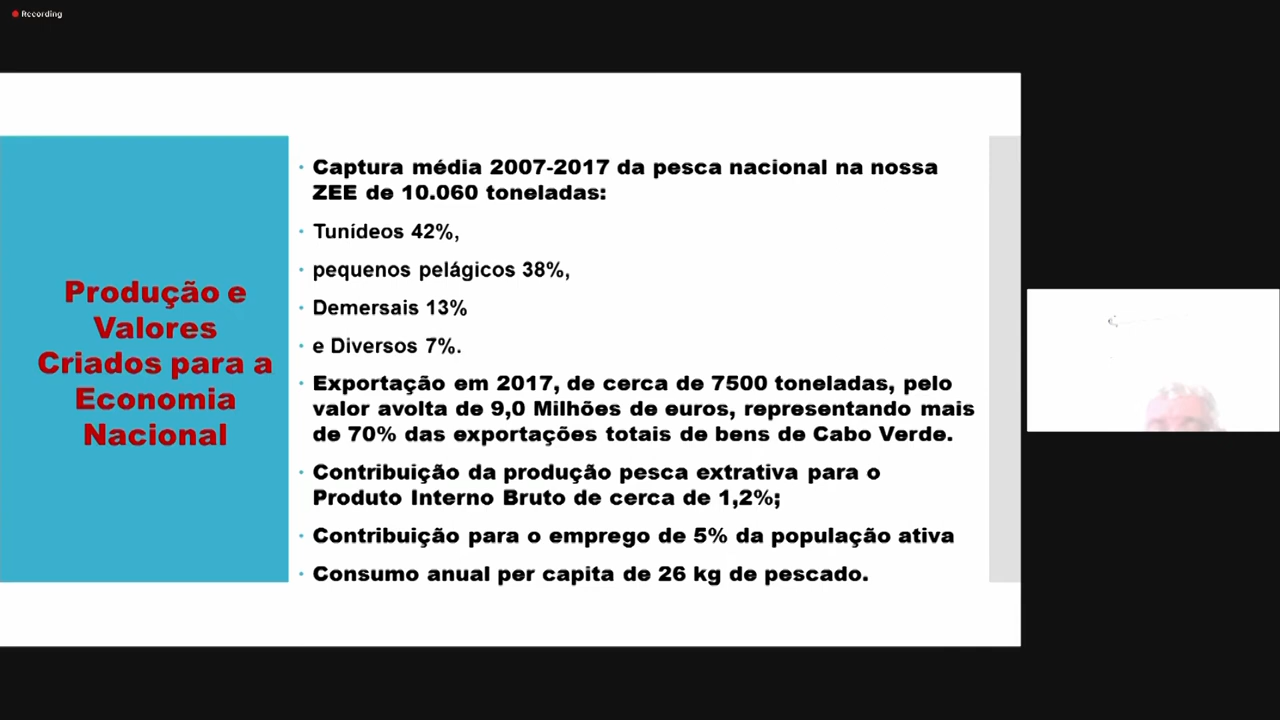 Recording
Produção e
Valores
Criados para a
Economia
Nacional
• Captura média 2007-2017 da pesca nacional na nossa
ZEE de 10.060 toneladas:
• Tunídeos 42%,
• pequenos pelágicos 38%,
• Demersais 13%
• e Diversos 7%.
• Exportação em 2017, de cerca de 7500 toneladas, pelo
valor avolta de 9,0 Milhões de euros, representando mais
de 70% das exportações totais de bens de Cabo Verde.
• Contribuição da produção pesca extrativa para o
Produto Interno Bruto de cerca de 1,2%;
• Contribuição para o emprego de 5% da população ativa
• Consumo anual per capita de 26 kg de pescado.